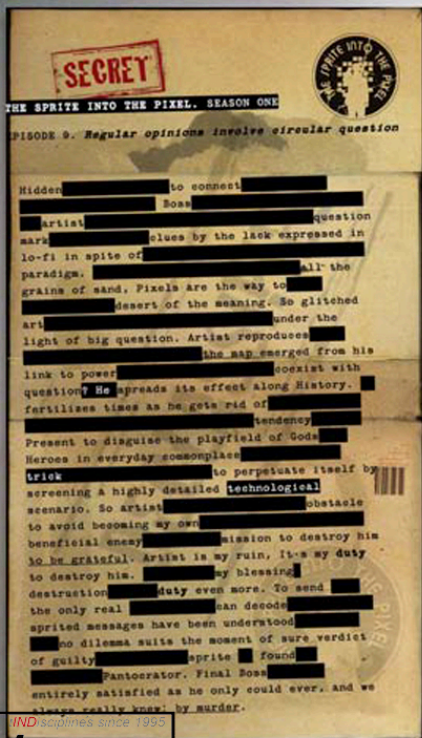 SECRET
THE SPRITE INTO THE PIXEL
THE SPRITE INTO THE PIXEL. SEASON ONE
EPISODE 9. Regular opinions involve circular question
Hidden to connect
Boss
artist question
mark clues by the lack expressed in
lo-fi in spite of
paradigm. all the
grains of sand. Pixels are the way to
desert of the meaning. So glitched
art under the
light of big question. Artist reproduces
the map emerged from his
link to power coexist with
question? He spreads its effect along History.
fertilizes times as he gets rid of
tendency
Present to disguise the playfield of Gods
Heroes in everyday commonplace
trick to perpetuate itself by
screening a highly detailed technological
scenario. So artist obstacle
to avoid becoming my own
beneficial enemy mission to destroy him
to be grateful. Artist is my ruin, It's my duty
to destroy him. my blessing
destruction duty even more. To send
the only real can decode
sprited messages have been understood
no dilemma suits the moment of sure verdict
of guilty sprite found
Pantocrator. Final Boss
entirely satisfied as he only could ever, and we
always really knew: by murder.
INDisciplines since 1995